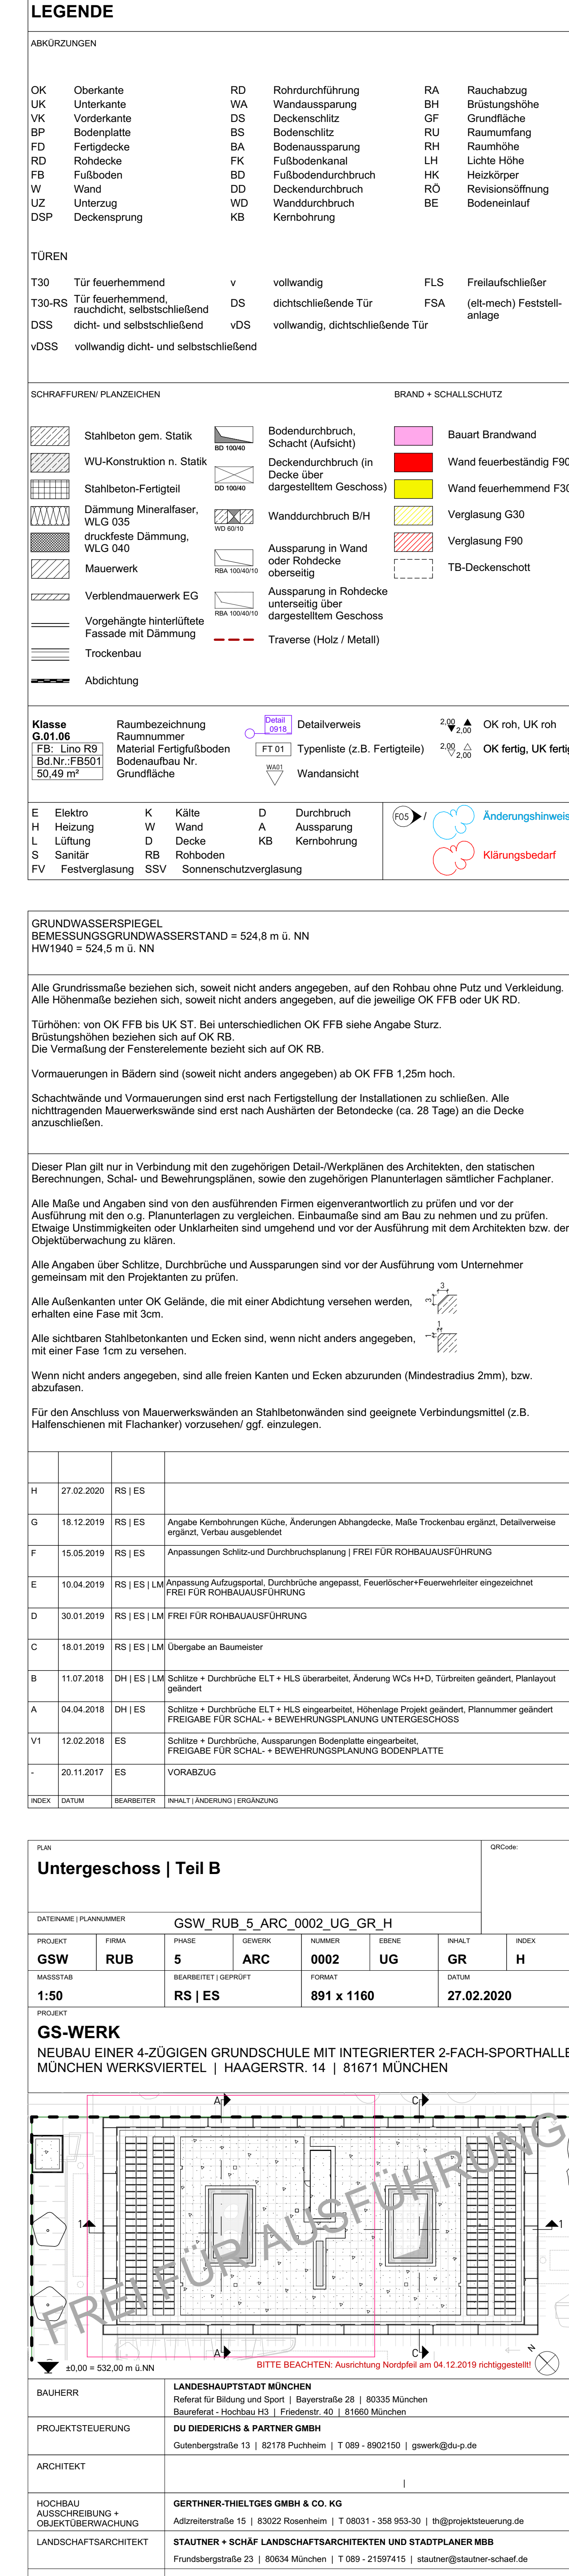 LEGENDE
ABKÜRZUNGEN
OK Oberkante RD Rohrdurchführung RA Rauchabzug
UK Unterkante WA Wandaussparung BH Brüstungshöhe
VK Vorderkante DS Deckenschlitz GF Grundfläche
BP Bodenplatte BS Bodenschlitz RU Raumumfang
FD Fertigdecke BA Bodenaussparung RH Raumhöhe
RD Rohdecke FK Fußbodenkanal LH Lichte Höhe
FB Fußboden BD Fußbodendurchbruch HK Heizkörper
W Wand DD Deckendurchbruch RÖ Revisionsöffnung
UZ Unterzug WD Wanddurchbruch BE Bodeneinlauf
DSP Deckensprung KB Kernbohrung
TÜREN
T30 Tür feuerhemmend v vollwandig FLS Freilaufschließer
T30-RS Tür feuerhemmend, rauchdicht, selbstschließend DS dichtschließende Tür FSA (elt-mech) Feststell-
anlage
DSS dicht- und selbstschließend vDS vollwandig, dichtschließende Tür
vDSS vollwandig dicht- und selbstschließend
SCHRAFFUREN/ PLANZEICHEN
Stahlbeton gem. Statik
WU-Konstruktion n. Statik
Stahlbeton-Fertigteil
Dämmung Mineralfaser,
WLG 035
druckfeste Dämmung,
WLG 040
Mauerwerk
Verblendmauerwerk EG
Vorgehängte hinterlüftete
Fassade mit Dämmung
Trockenbau
Abdichtung
BD 100/40
Bodendurchbruch,
Schacht (Aufsicht)
DD 100/40
Deckendurchbruch (in
Decke über
dargestelltem Geschoss)
WD 60/10
Wanddurchbruch B/H
RBA 100/40/10
Aussparung in Wand
oder Rohdecke
oberseitig
RBA 100/40/10
Aussparung in Rohdecke
unterseitig über
dargestelltem Geschoss
Traverse (Holz / Metall)
BRAND + SCHALLSCHUTZ
Bauart Brandwand
Wand feuerbeständig F90
Wand feuerhemmend F30
Verglasung G30
Verglasung F90
TB-Deckenschott
Klasse Raumbezeichnung
G.01.06 Raumnummer
FB: Lino R9 Material Fertigfußboden
Bd.Nr.:FB501 Bodenaufbau Nr.
50,49 m² Grundfläche
Detail
0918
Detailverweis
FT 01 Typenliste (z.B. Fertigteile)
WA01
Wandansicht
2,00 2,00 OK roh, UK roh
2,00 2,00 OK fertig, UK fertig
E Elektro K Kälte D Durchbruch
H Heizung W Wand A Aussparung
L Lüftung D Decke KB Kernbohrung
S Sanitär RB Rohboden
FV Festverglasung SSV Sonnenschutzverglasung
F05 / Änderungshinweis
Klärungsbedarf
GRUNDWASSERSPIEGEL
BEMESSUNGSGRUNDWASSERSTAND = 524,8 m ü. NN
HW1940 = 524,5 m ü. NN
Alle Grundrissmaße beziehen sich, soweit nicht anders angegeben, auf den Rohbau ohne Putz und Verkleidung.
Alle Höhenmaße beziehen sich, soweit nicht anders angegeben, auf die jeweilige OK FFB oder UK RD.
Türhöhen: von OK FFB bis UK ST. Bei unterschiedlichen OK FFB siehe Angabe Sturz.
Brüstungshöhen beziehen sich auf OK RB.
Die Vermaßung der Fensterelemente bezieht sich auf OK RB.
Vormauerungen in Bädern sind (soweit nicht anders angegeben) ab OK FFB 1,25m hoch.
Schachtwände und Vormauerungen sind erst nach Fertigstellung der Installationen zu schließen. Alle
nichttragenden Mauerwerkswände sind erst nach Aushärten der Betondecke (ca. 28 Tage) an die Decke
anzuschließen.
Dieser Plan gilt nur in Verbindung mit den zugehörigen Detail-/Werkplänen des Architekten, den statischen
Berechnungen, Schal- und Bewehrungsplänen, sowie den zugehörigen Planunterlagen sämtlicher Fachplaner.
Alle Maße und Angaben sind von den ausführenden Firmen eigenverantwortlich zu prüfen und vor der
Ausführung mit den o.g. Planunterlagen zu vergleichen. Einbaumaße sind am Bau zu nehmen und zu prüfen.
Etwaige Unstimmigkeiten oder Unklarheiten sind umgehend und vor der Ausführung mit dem Architekten bzw. der
Objektüberwachung zu klären.
Alle Angaben über Schlitze, Durchbrüche und Aussparungen sind vor der Ausführung vom Unternehmer
gemeinsam mit den Projektanten zu prüfen.
Alle Außenkanten unter OK Gelände, die mit einer Abdichtung versehen werden,
erhalten eine Fase mit 3cm.
3
3
Alle sichtbaren Stahlbetonkanten und Ecken sind, wenn nicht anders angegeben,
mit einer Fase 1cm zu versehen.
1
1
Wenn nicht anders angegeben, sind alle freien Kanten und Ecken abzurunden (Mindestradius 2mm), bzw.
abzufasen.
Für den Anschluss von Mauerwerkswänden an Stahlbetonwänden sind geeignete Verbindungsmittel (z.B.
Halfenschienen mit Flachanker) vorzusehen/ ggf. einzulegen.
H 27.02.2020 RS | ES
G 18.12.2019 RS | ES Angabe Kernbohrungen Küche, Änderungen Abhangdecke, Maße Trockenbau ergänzt, Detailverweise
ergänzt, Verbau ausgeblendet
F 15.05.2019 RS | ES Anpassungen Schlitz-und Durchbruchsplanung | FREI FÜR ROHBAUAUSFÜHRUNG
E 10.04.2019 RS | ES | LM Anpassung Aufzugsportal, Durchbrüche angepasst, Feuerlöscher+Feuerwehrleiter eingezeichnet
FREI FÜR ROHBAUAUSFÜHRUNG
D 30.01.2019 RS | ES | LM FREI FÜR ROHBAUAUSFÜHRUNG
C 18.01.2019 RS | ES | LM Übergabe an Baumeister
B 11.07.2018 DH | ES | LM Schlitze + Durchbrüche ELT + HLS überarbeitet, Änderung WCs H+D, Türbreiten geändert, Planlayout
geändert
A 04.04.2018 DH | ES Schlitze + Durchbrüche ELT + HLS eingearbeitet, Höhenlage Projekt geändert, Plannummer geändert
FREIGABE FÜR SCHAL- + BEWEHRUNGSPLANUNG UNTERGESCHOSS
V1 12.02.2018 ES Schlitze + Durchbrüche, Aussparungen Bodenplatte eingearbeitet,
FREIGABE FÜR SCHAL- + BEWEHRUNGSPLANUNG BODENPLATTE
- 20.11.2017 ES VORABZUG
INDEX DATUM BEARBEITER INHALT | ÄNDERUNG | ERGÄNZUNG
PLAN QRCode:
Untergeschoss | Teil B
DATEINAME | PLANNUMMER GSW_RUB_5_ARC_0002_UG_GR_H
PROJEKT FIRMA PHASE GEWERK NUMMER EBENE INHALT INDEX
GSW RUB 5 ARC 0002 UG GR H
MASSSTAB BEARBEITET | GEPRÜFT FORMAT DATUM
1:50 RS | ES 891 x 1160 27.02.2020
PROJEKT
GS-WERK
NEUBAU EINER 4-ZÜGIGEN GRUNDSCHULE MIT INTEGRIERTER 2-FACH-SPORTHALLE
MÜNCHEN WERKSVIERTEL | HAAGERSTR. 14 | 81671 MÜNCHEN
A C
1 1
FREI FÜR AUSFÜHRUNG
A C
N
±0,00 = 532,00 m ü.NN BITTE BEACHTEN: Ausrichtung Nordpfeil am 04.12.2019 richtiggestellt!
BAUHERR LANDESHAUPTSTADT MÜNCHEN
Referat für Bildung und Sport | Bayerstraße 28 | 80335 München
Baureferat - Hochbau H3 | Friedenstr. 40 | 81660 München
PROJEKTSTEUERUNG DU DIEDERICHS & PARTNER GMBH
Gutenbergstraße 13 | 82178 Puchheim | T 089 - 8902150 | gswerk@du-p.de
ARCHITEKT
|
HOCHBAU
AUSSCHREIBUNG +
OBJEKTÜBERWACHUNG
GERTHNER-THIELTGES GMBH & CO. KG
Adlzreiterstraße 15 | 83022 Rosenheim | T 08031 - 358 953-30 | th@projektsteuerung.de
LANDSCHAFTSARCHITEKT STAUTNER + SCHÄF LANDSCHAFTSARCHITEKTEN UND STADTPLANER MBB
Frundsbergstraße 23 | 80634 München | T 089 - 21597415 | stautner@stautner-schaef.de